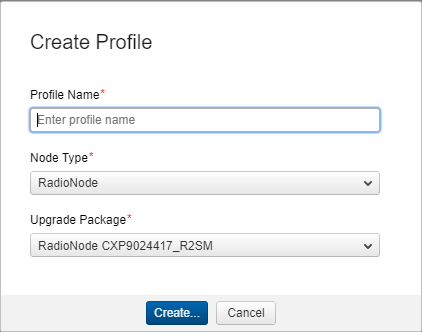 Create Profile
Profile Name*
Enter profile name
Node Type*
RadioNode
Upgrade Package*
RadioNode CXP9024417_R2SM
Create... Cancel